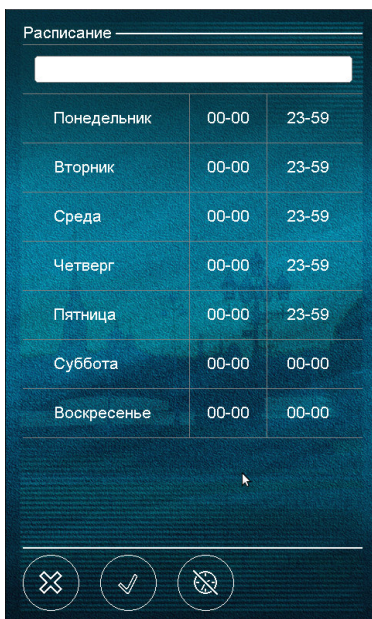 Расписание
Понедельник 00-00 23-59
Вторник 00-00 23-59
Среда 00-00 23-59
Четверг 00-00 23-59
Пятница 00-00 23-59
Суббота 00-00 00-00
Воскресенье 00-00 00-00